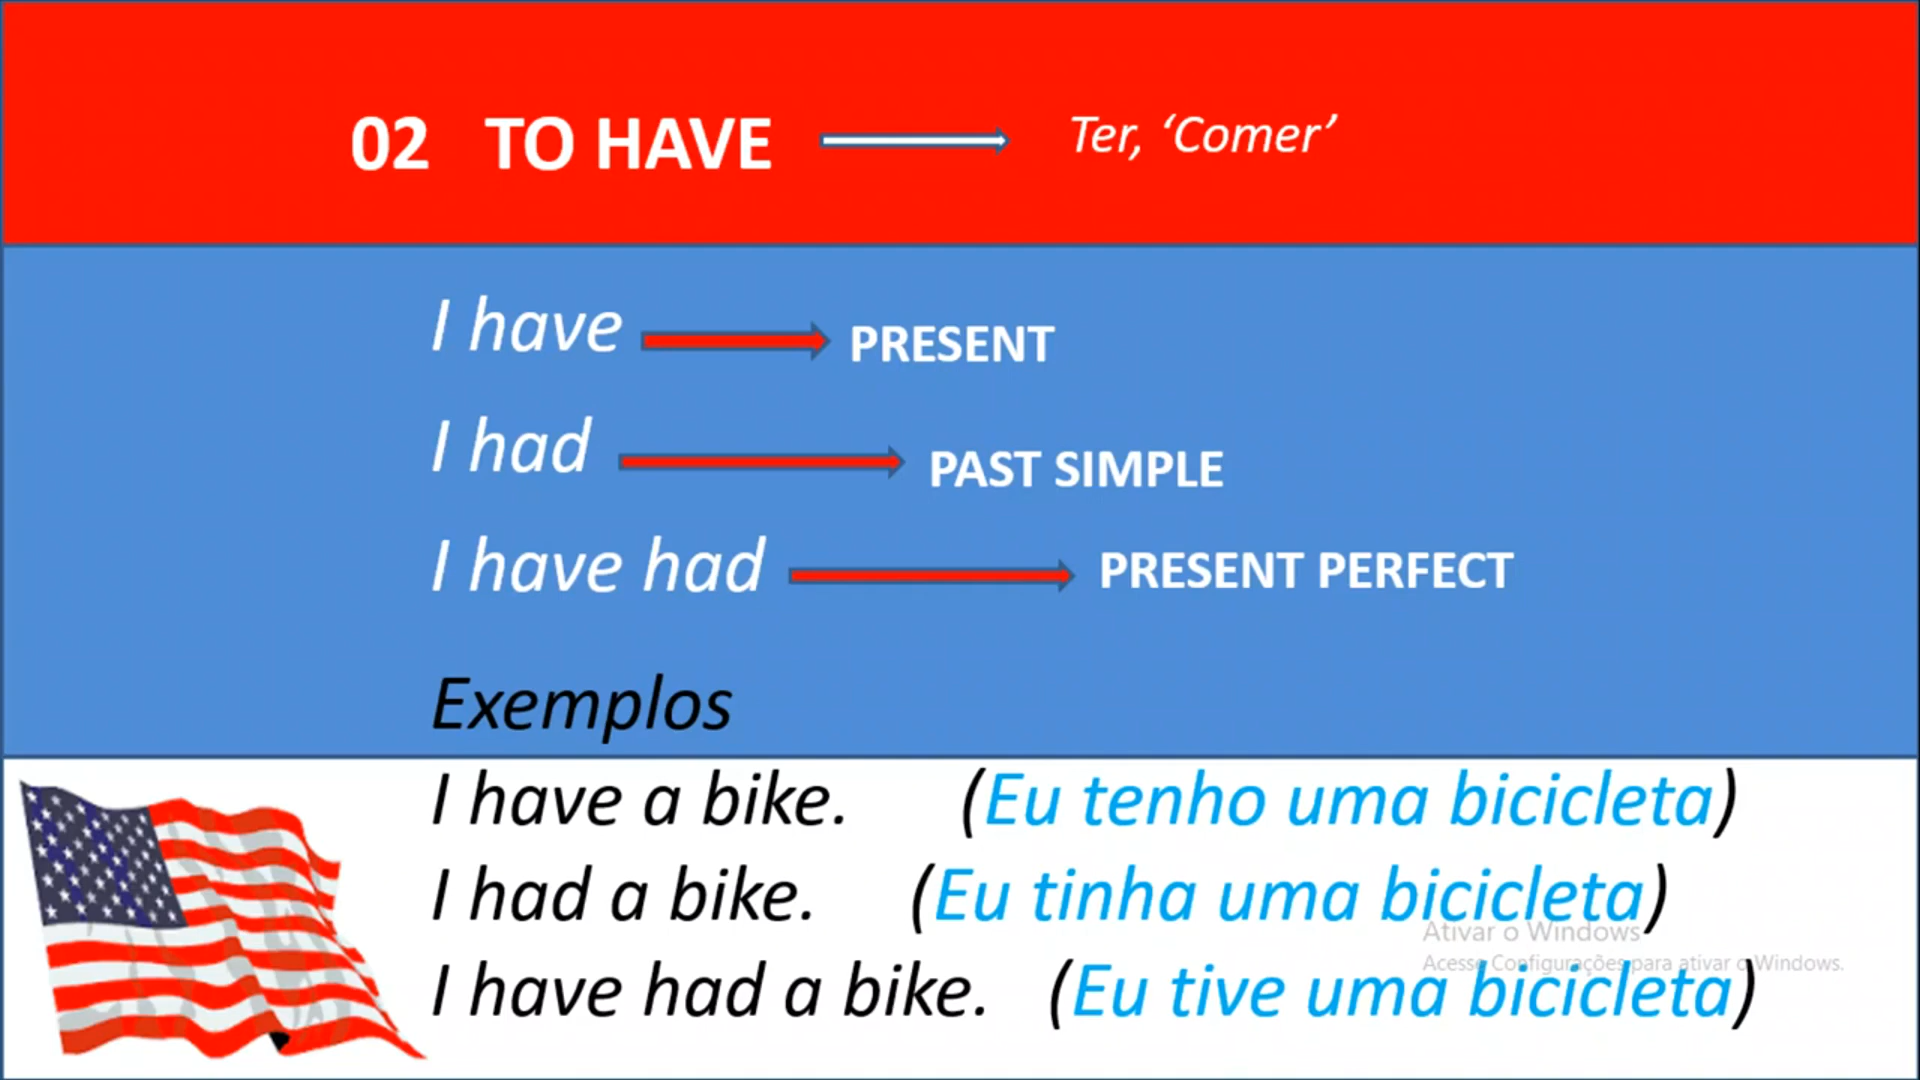 02 TO HAVE Ter, ‘Comer’
I have PRESENT
I had PAST SIMPLE
I have had PRESENT PERFECT
Exemplos
I have a bike. (Eu tenho uma bicicleta)
I had a bike. (Eu tinha uma bicicleta)
Ativar o Windows
Acesse Configurações para ativar o Windows.
I have had a bike. (Eu tive uma bicicleta)